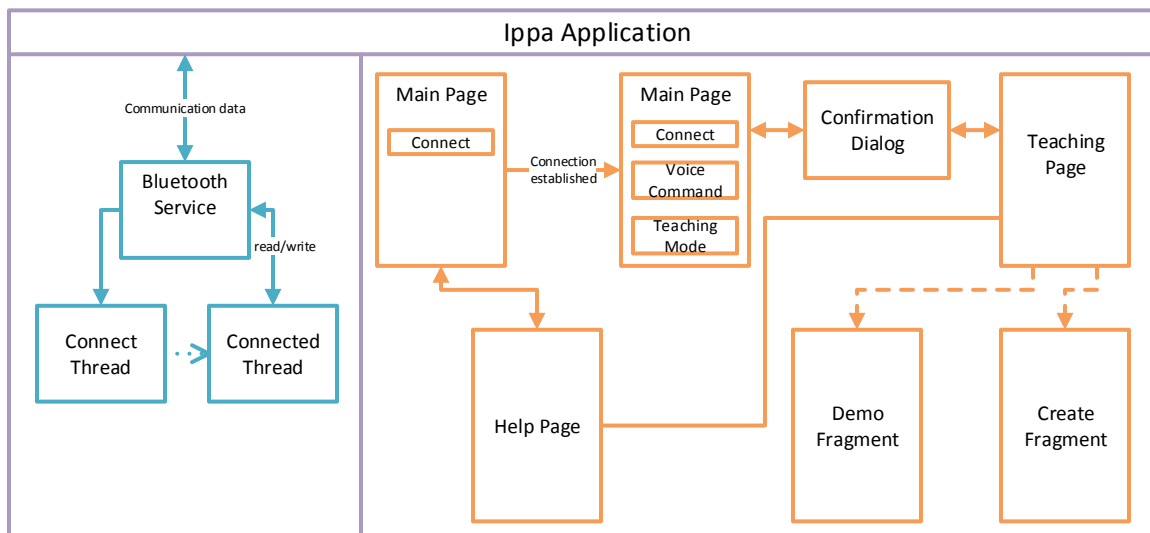 Ippa Application
Communication data
Bluetooth
Service
read/write
Connect
Thread
Connected
Thread
Main Page
Connect
Connection
established
Main Page
Connect
Voice
Command
Teaching
Mode
Confirmation
Dialog
Teaching
Page
Help Page
Demo
Fragment
Create
Fragment